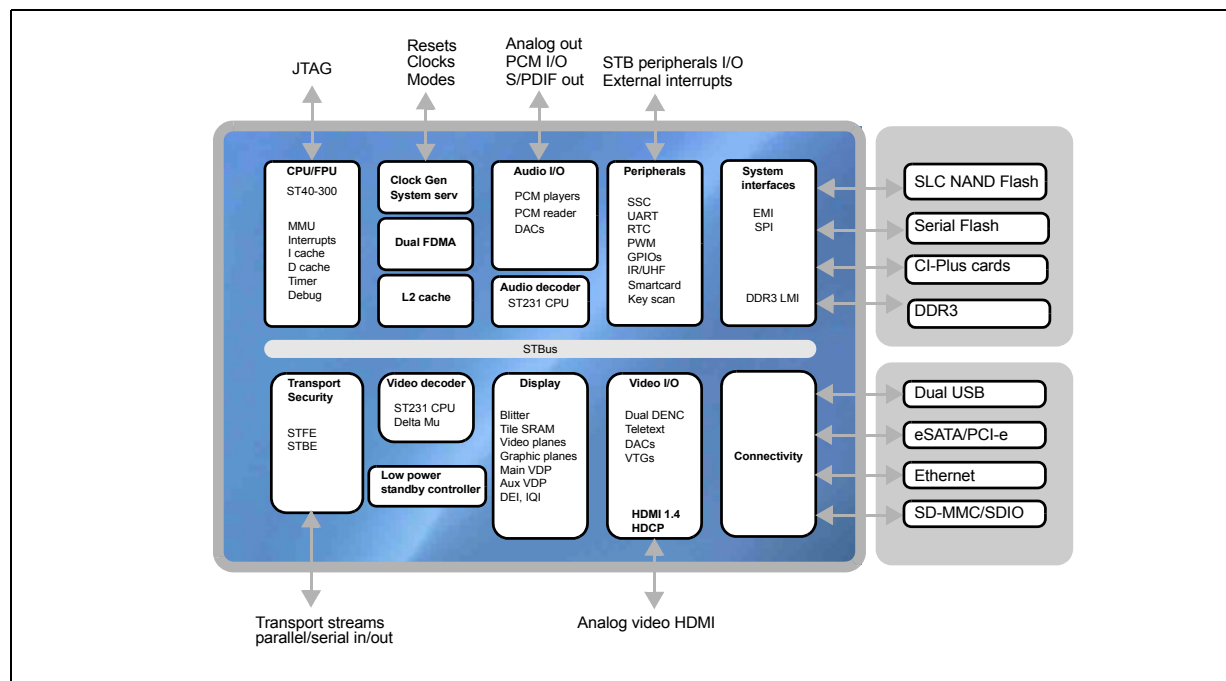 JTAG
Resets
Clocks
Modes
Analog out
PCM I/O
S/PDIF out
STB peripherals I/O
External interrupts
CPU/FPU
ST40-300
MMU
Interrupts
I cache
D cache
Timer
Debug
Clock Gen
System serv
Dual FDMA
L2 cache
Audio I/O
PCM players
PCM reader
DACs
Audio decoder
ST231 CPU
Peripherals
SSC
UART
RTC
PWM
GPIOs
IR/UHF
Smartcard
Key scan
System
interfaces
EMI
SPI
DDR3 LMI
SLC NAND Flash
Serial Flash
CI-Plus cards
DDR3
STBus
Transport
Security
STFE
STBE
Video decoder
ST231 CPU
Delta Mu
Low power
standby controller
Display
Blitter
Tile SRAM
Video planes
Graphic planes
Main VDP
Aux VDP
DEI, IQI
Video I/O
Dual DENC
Teletext
DACs
VTGs
HDMI 1.4
HDCP
Connectivity
Dual USB
eSATA/PCI-e
Ethernet
SD-MMC/SDIO
Transport streams
parallel/serial in/out
Analog video HDMI